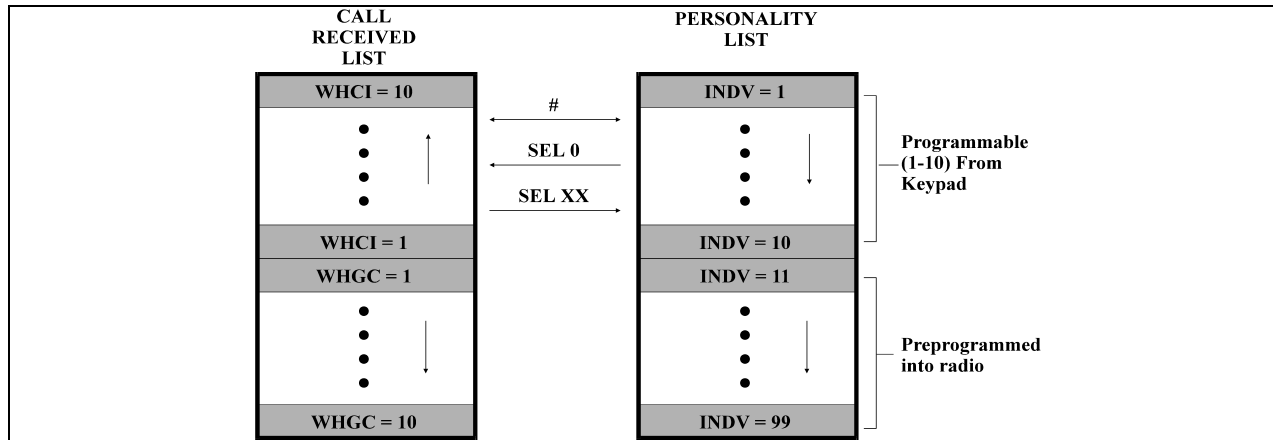 CALL
RECEIVED
LIST
WHCI = 10
WHCI = 1
WHGC = 1
WHGC = 10
#
SEL 0
SEL XX
PERSONALITY
LIST
INDV = 1
INDV = 10
INDV = 11
INDV = 99
Programmable
(1-10) From
Keypad
Preprogrammed
into radio